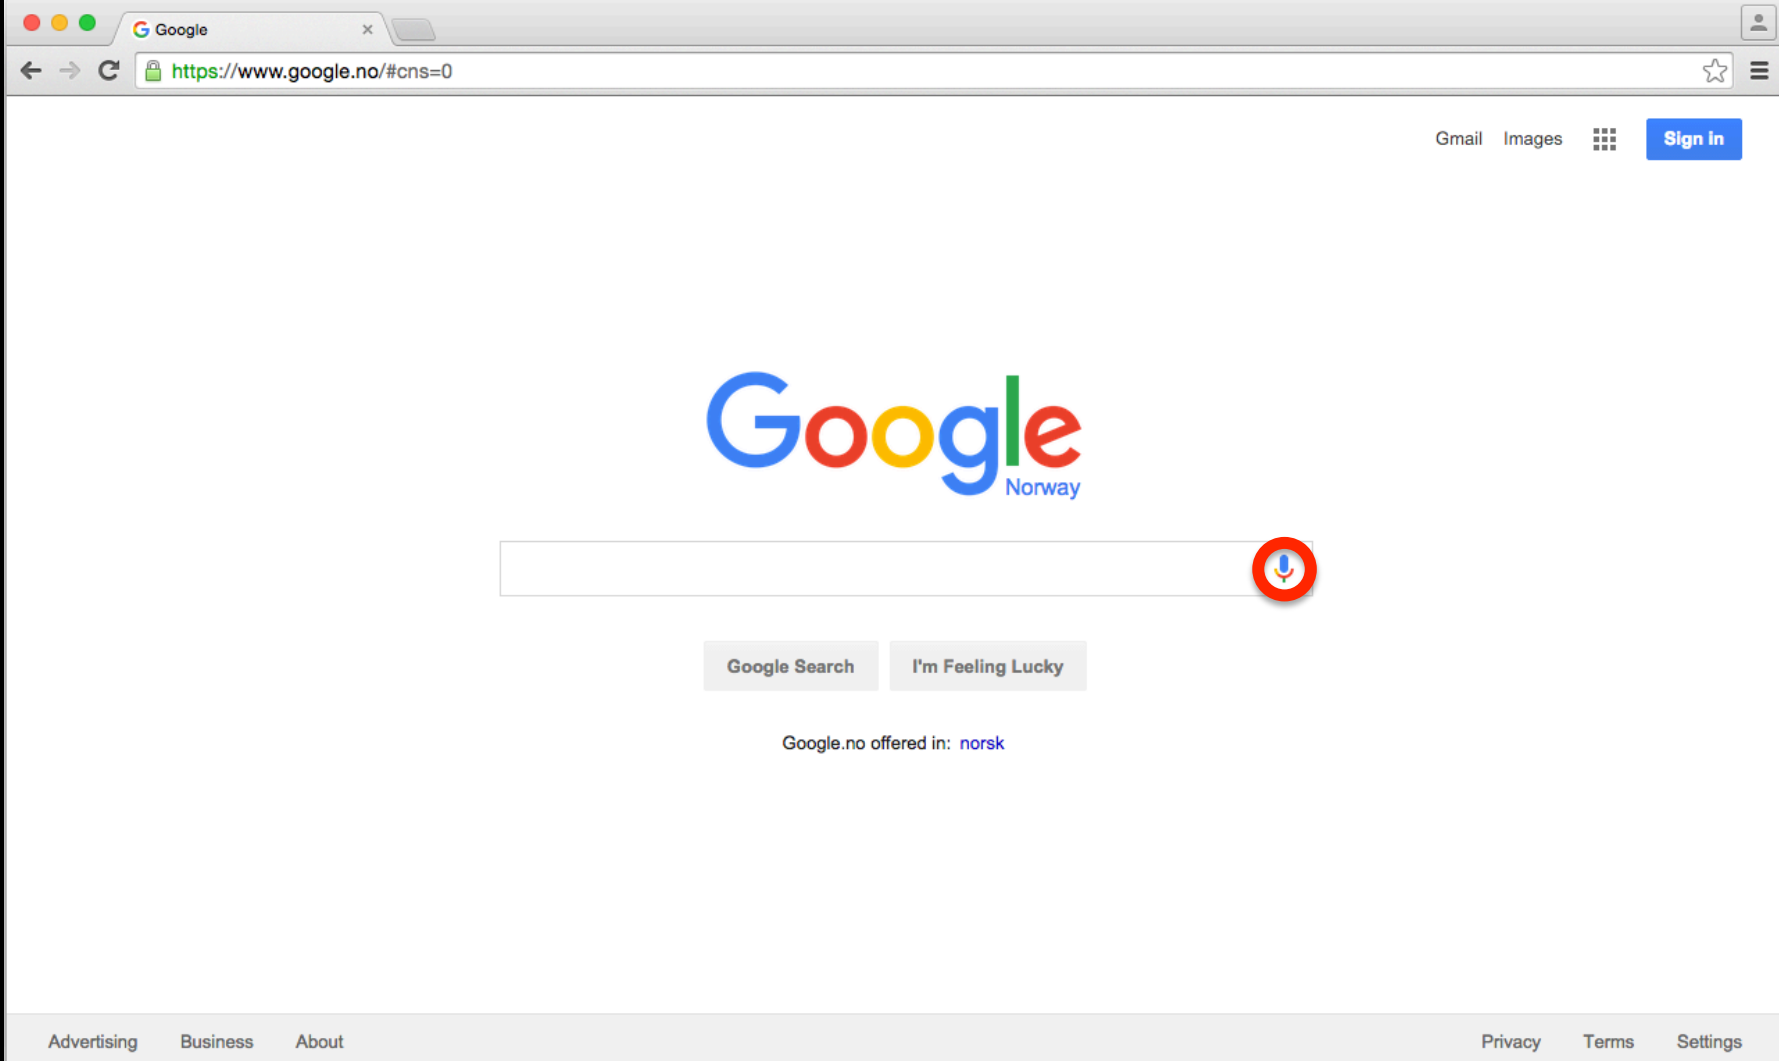 Google
https://www.google.no/#cns=0
Gmail Images Sign in
Google
Norway
Google Search I'm Feeling Lucky
Google.no offered in: norsk
Advertising Business About Privacy Terms Settings